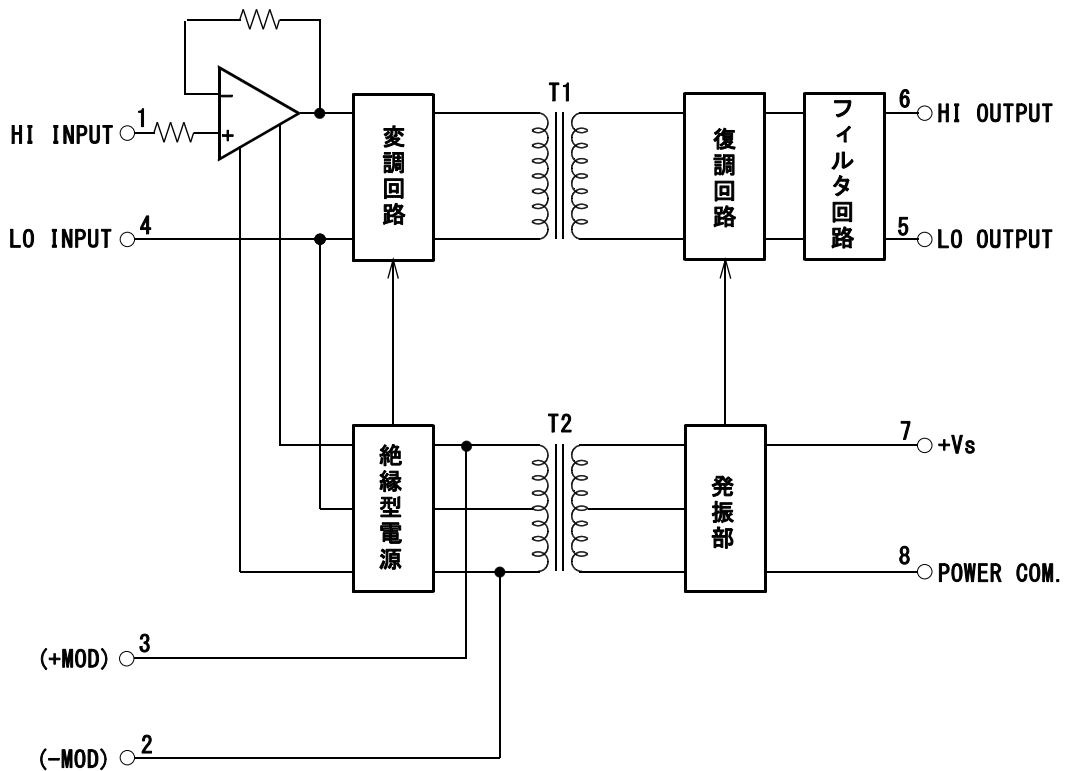 T1
6
HI OUTPUT
1
HI INPUT
−
+
変調回路
復調回路
フィルタ回路
4
LO INPUT
5
LO OUTPUT
T2
7
+Vs
絶縁型電源
発振部
8
POWER COM.
3
(+MOD)
2
(−MOD)